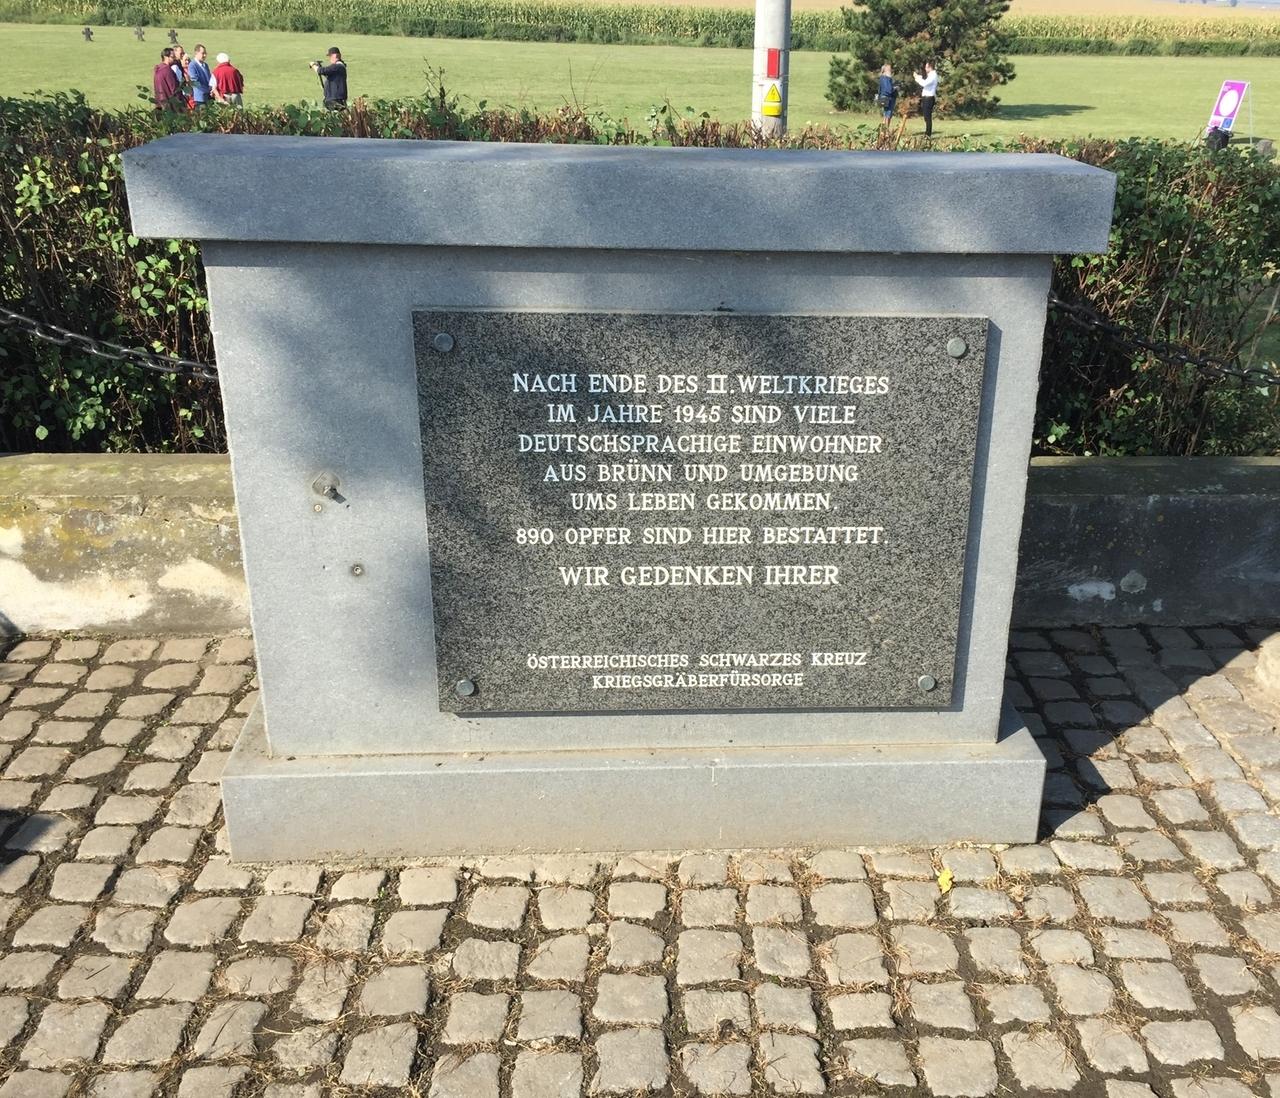 NACH ENDE DES II. WELTKRIEGES
IM JAHRE 1945 SIND VIELE
DEUTSCHSPRACHIGE EINWOHNER
AUS BRÜNN UND UMGEBUNG
UMS LEBEN GEKOMMEN.
890 OPFER SIND HIER BESTATTET.
WIR GEDENKEN IHRER
ÖSTERREICHISCHES SCHWARZES KREUZ
KRIEGSGRÄBERFÜRSORGE